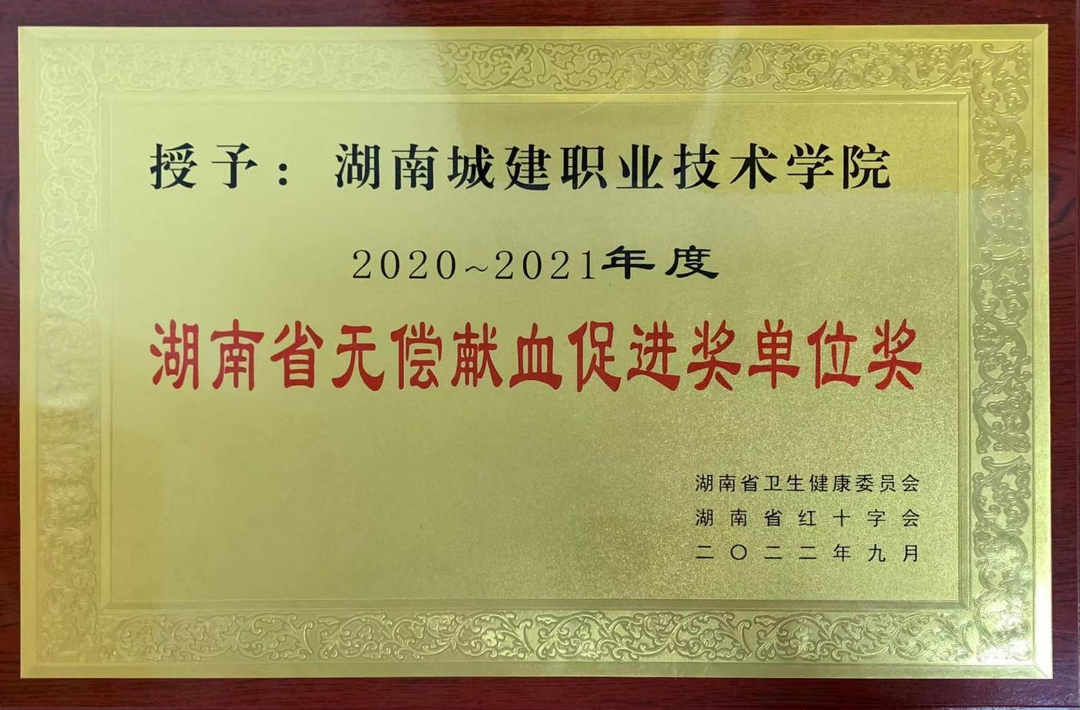 授予：湖南城建职业技术学院
2020~2021年度
湖南省无偿献血促进奖单位奖
湖南省卫生健康委员会
湖南省红十字会
二〇二二年九月